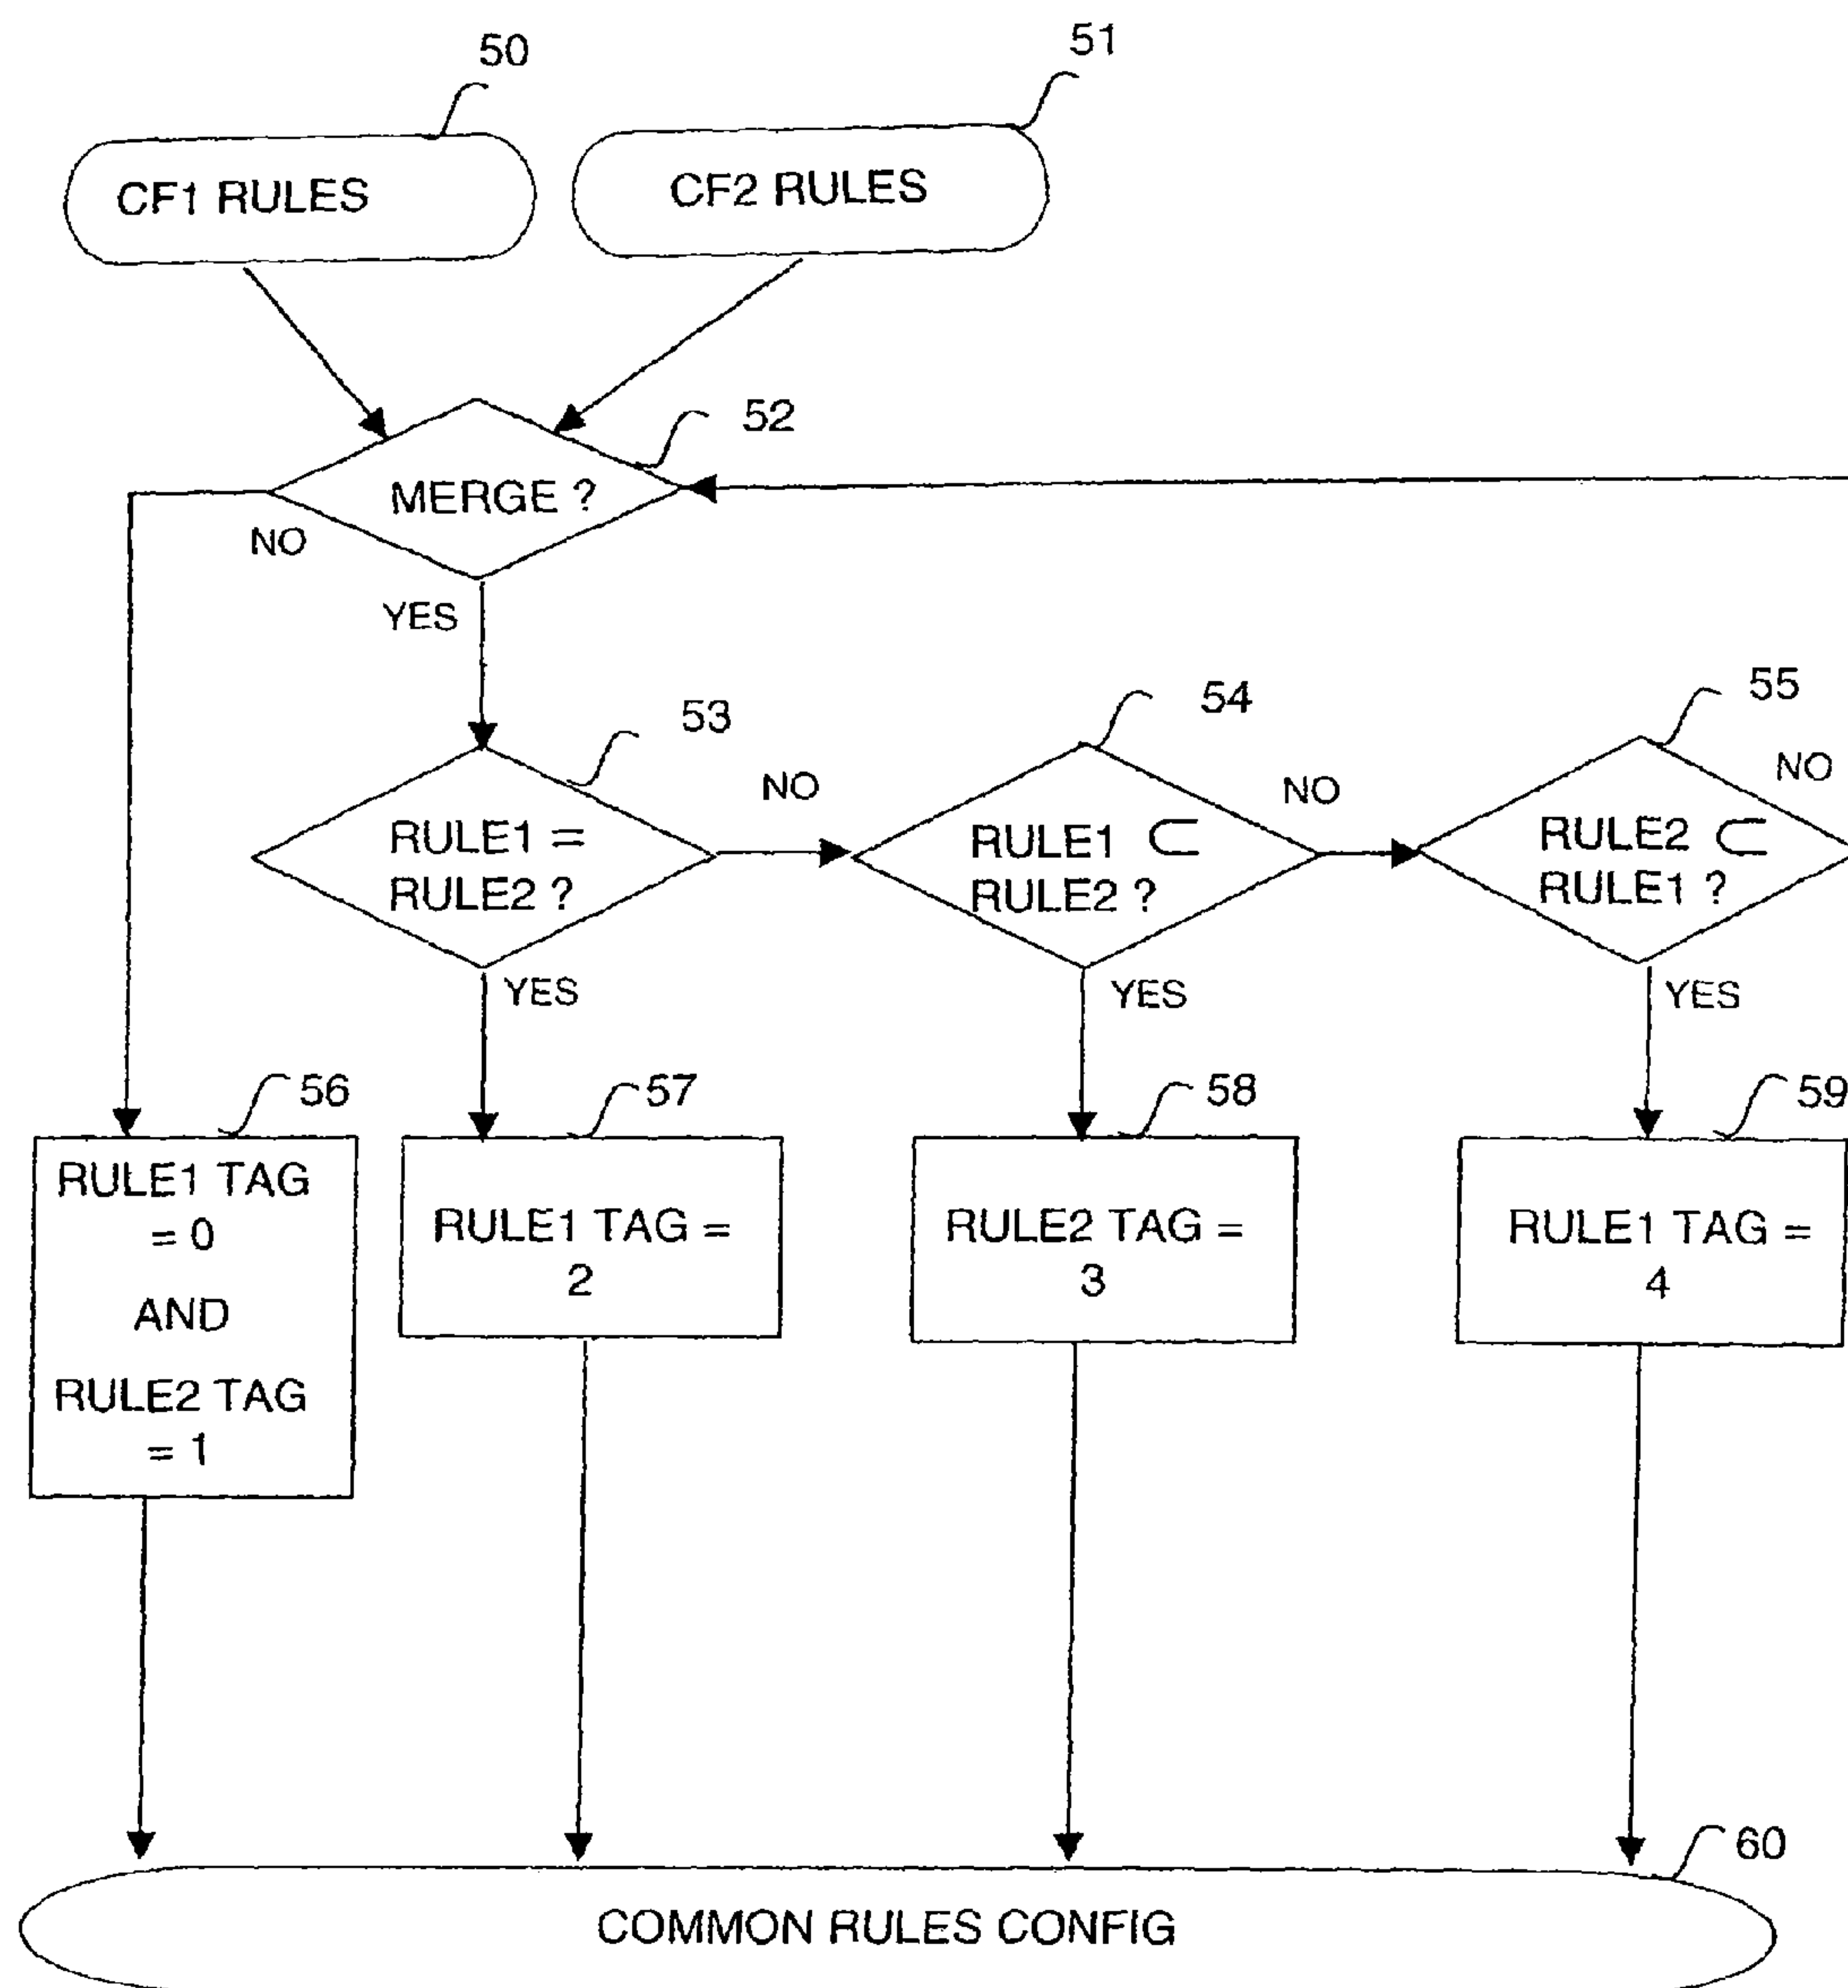 50
51
CF1 RULES
CF2 RULES
52
MERGE ?
NO
YES
53
54
55
NO
NO
NO
RULE1 =
RULE2 ?
RULE1 ⊂
RULE2 ?
RULE2 ⊂
RULE1 ?
YES
YES
YES
56
57
58
59
RULE1 TAG
= 0
AND
RULE2 TAG
= 1
RULE1 TAG =
2
RULE2 TAG =
3
RULE1 TAG =
4
60
COMMON RULES CONFIG